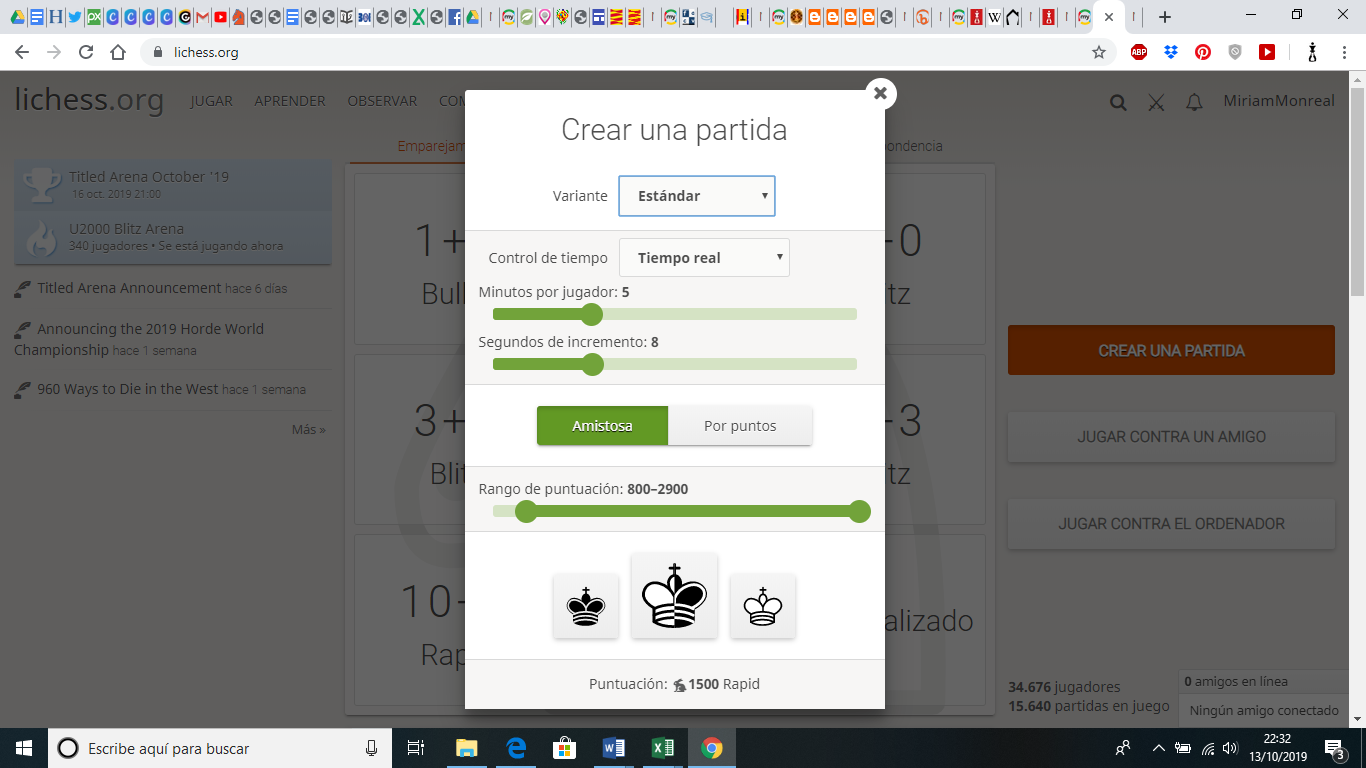 lichess.org
lichess.org
JUGAR APRENDER OBSERVAR COM
MiriamMonreal
Titled Arena October '19
16 oct. 2019 21:00
U2000 Blitz Arena
340 jugadores • Se está jugando ahora
Titled Arena Announcement hace 6 días
Announcing the 2019 Horde World
Championship hace 1 semana
960 Ways to Die in the West hace 1 semana
Más »
Emparejam
pondencia
1+
-0
Bull
tz
3+
-3
Blit
tz
10+
Rap
alizado
Crear una partida
Variante Estándar
Control de tiempo Tiempo real
Minutos por jugador: 5
Segundos de incremento: 8
Amistosa Por puntos
Rango de puntuación: 800–2900
Puntuación: 1500 Rapid
CREAR UNA PARTIDA
JUGAR CONTRA UN AMIGO
JUGAR CONTRA EL ORDENADOR
34.676 jugadores
15.640 partidas en juego
0 amigos en línea
Ningún amigo conectado
Escribe aquí para buscar
22:32
13/10/2019
3